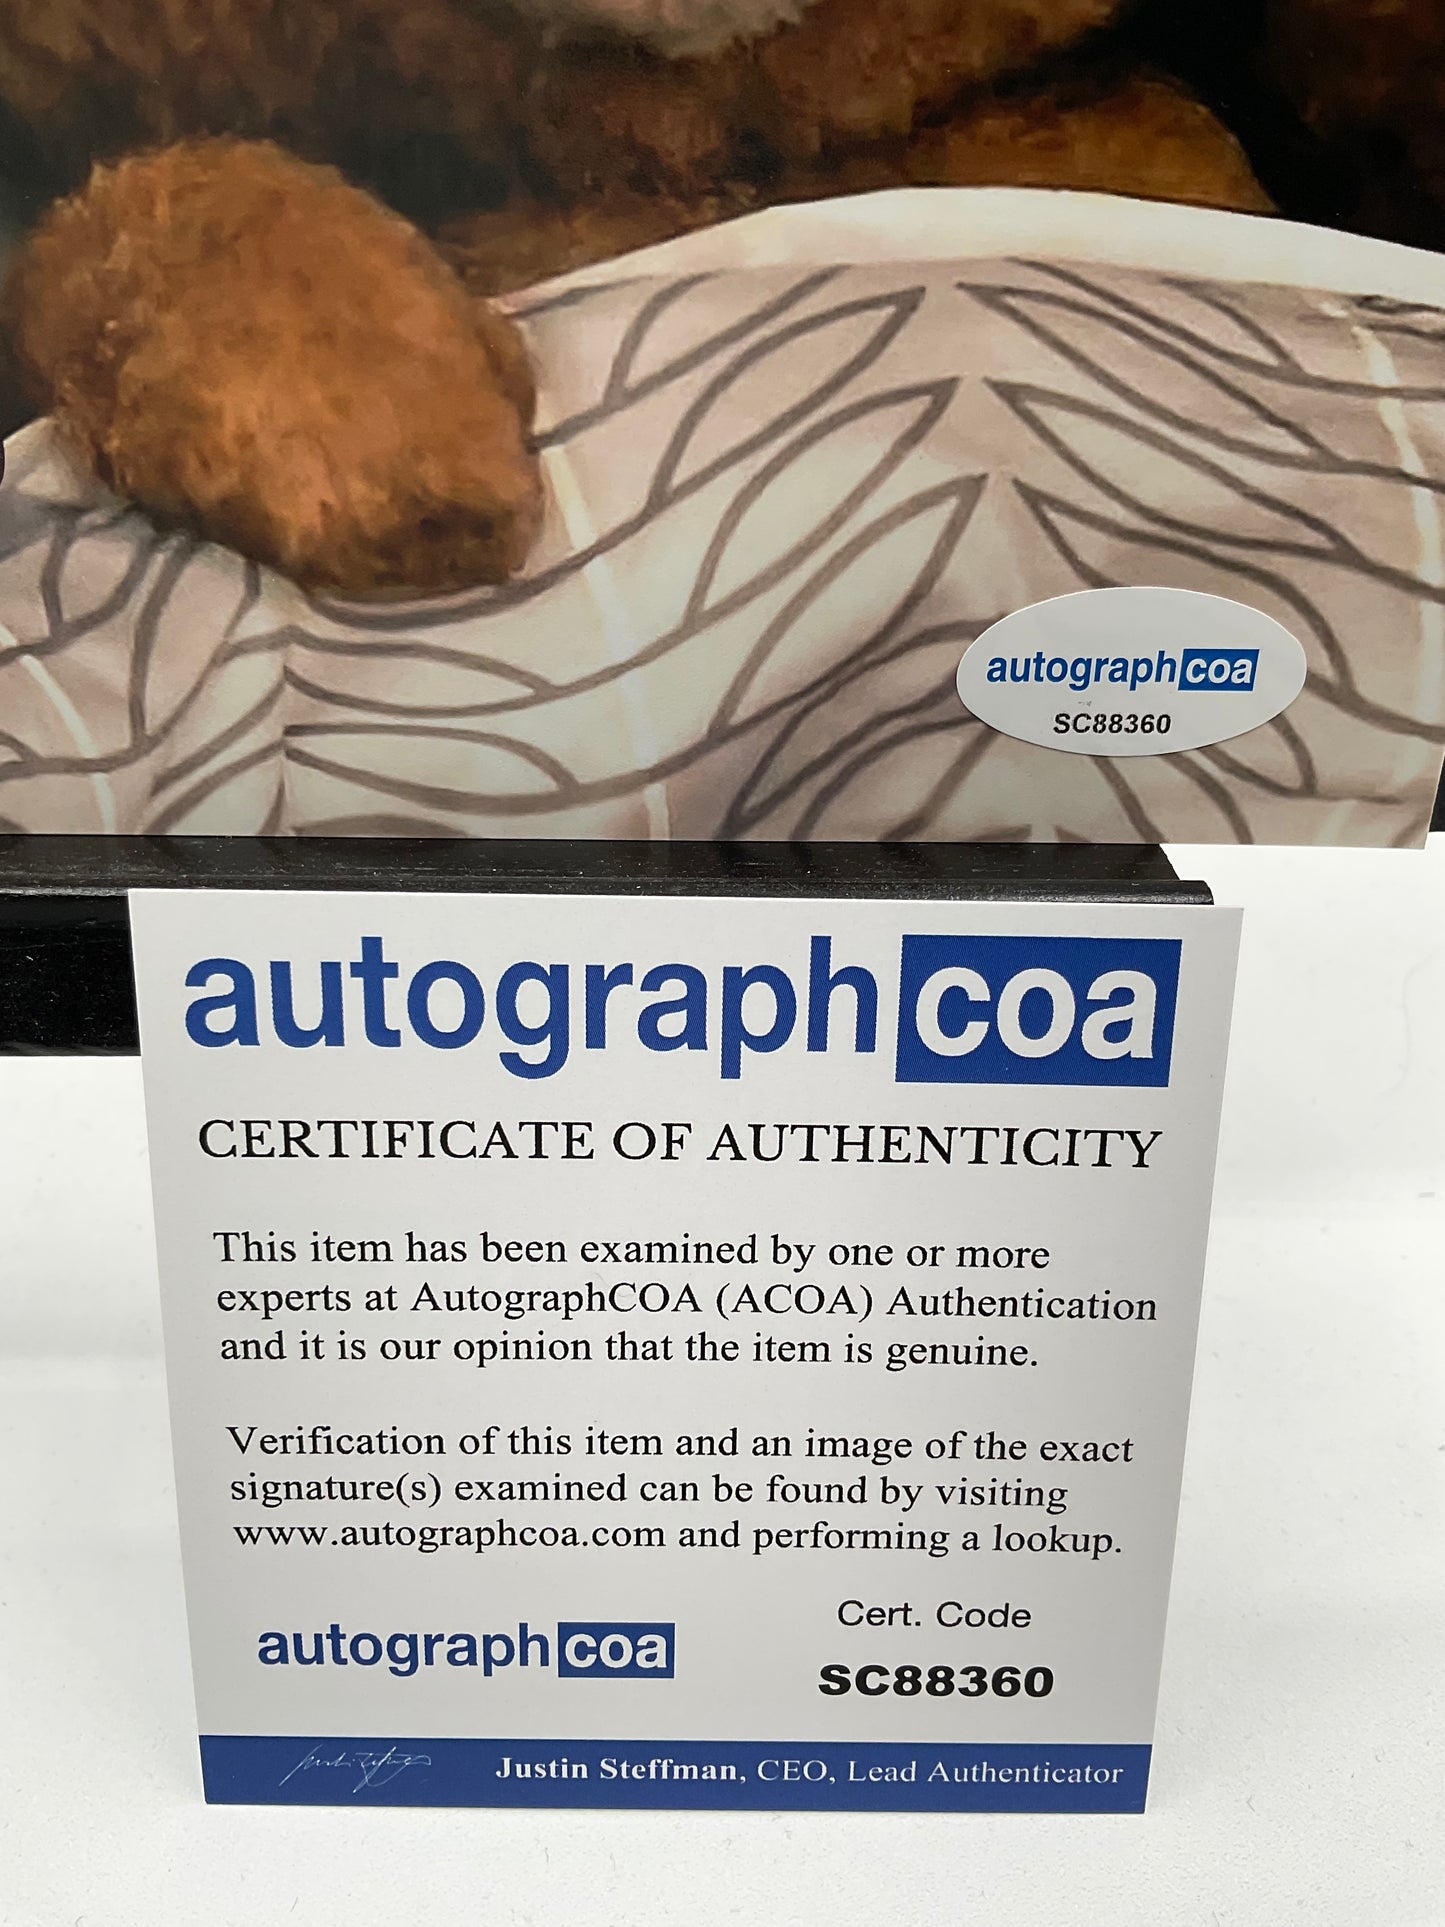 autographcoa
SC88360
autographcoa
CERTIFICATE OF AUTHENTICITY
This item has been examined by one or more
experts at AutographCOA (ACOA) Authentication
and it is our opinion that the item is genuine.
Verification of this item and an image of the exact
signature(s) examined can be found by visiting
www.autographcoa.com and performing a lookup.
Cert. Code
autographcoa
SC88360
Justin Steffman, CEO, Lead Authenticator